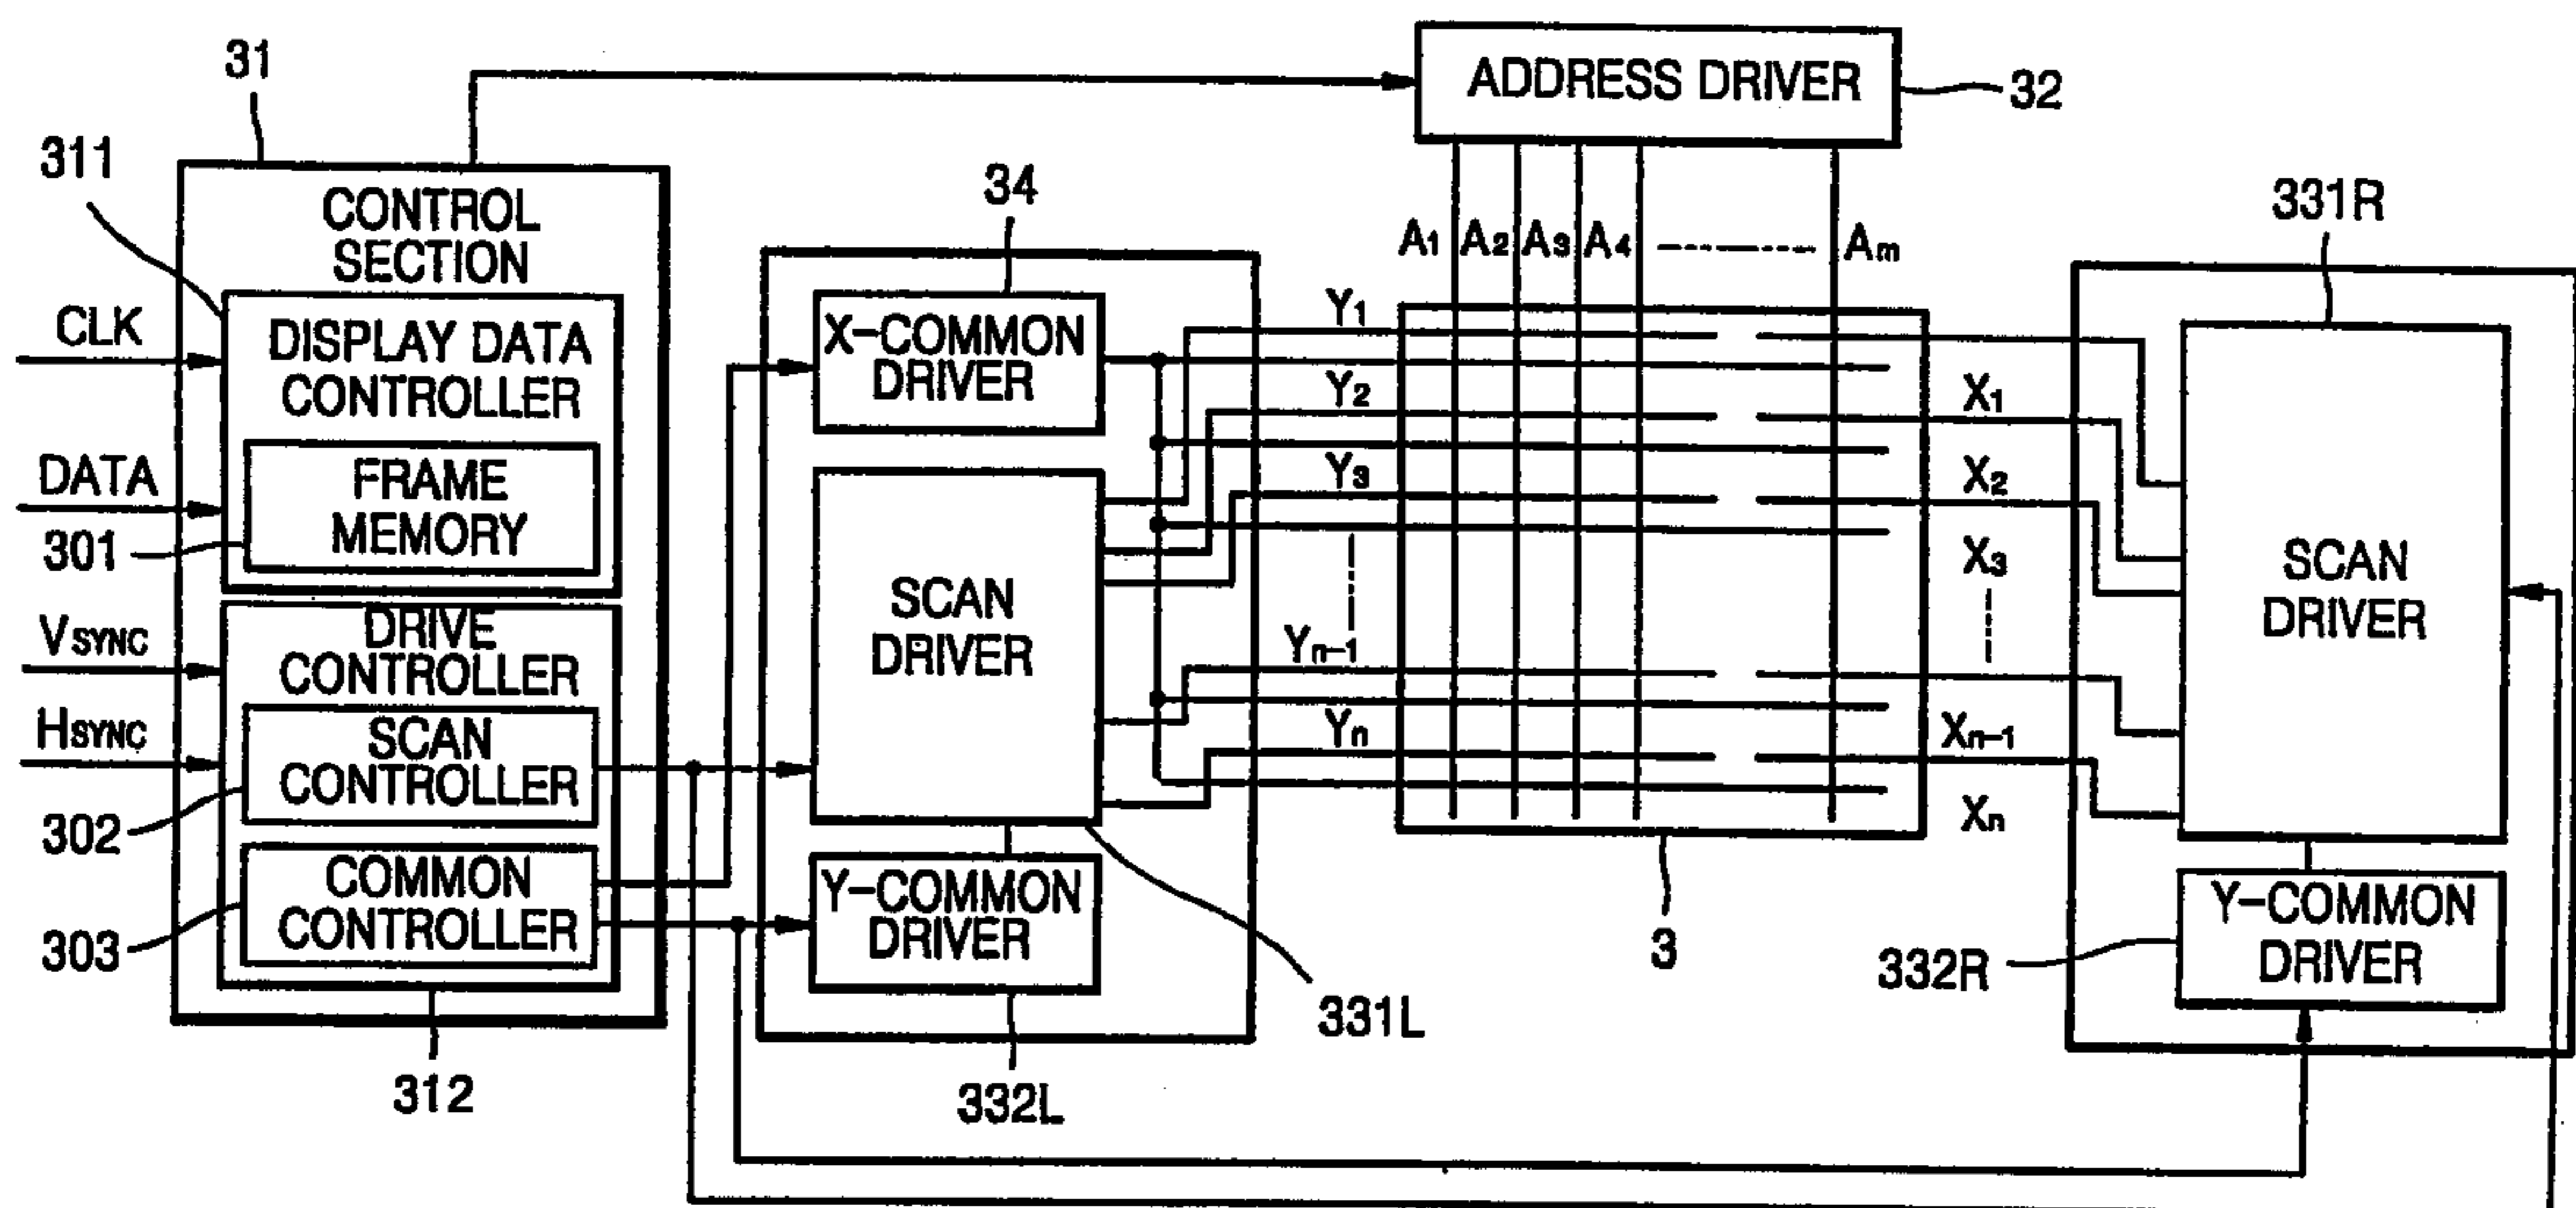 31
ADDRESS DRIVER
32
311
CONTROL
SECTION
34
331R
A1 A2 A3 A4 Am
CLK
DISPLAY DATA
CONTROLLER
X-COMMON
DRIVER
Y1
Y2
X1
DATA
FRAME
MEMORY
301
Y3
X2
X3
SCAN
DRIVER
SCAN
DRIVER
VSYNC
DRIVE
CONTROLLER
Yn-1
HSYNC
SCAN
CONTROLLER
302
Yn
Xn-1
Xn
COMMON
CONTROLLER
303
Y-COMMON
DRIVER
3
Y-COMMON
DRIVER
332R
331L
312
332L